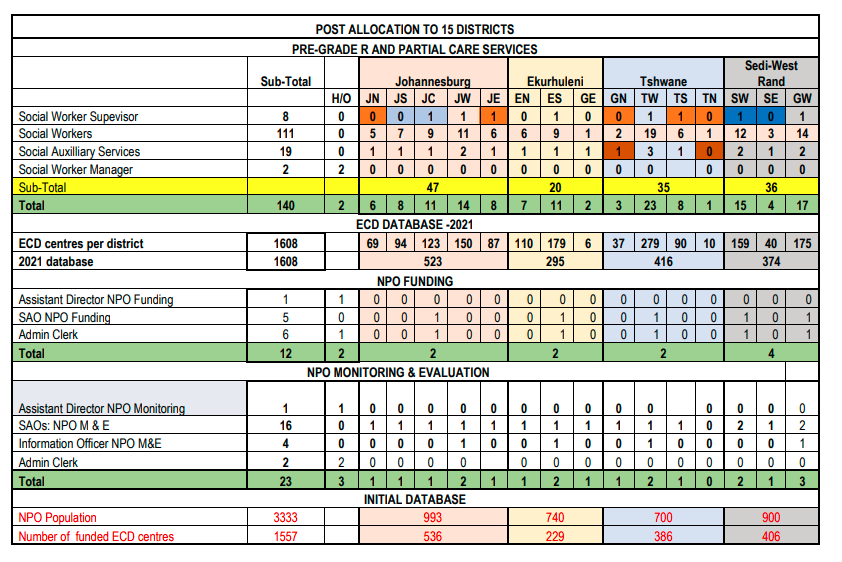 POST ALLOCATION TO 15 DISTRICTS
PRE-GRADE R AND PARTIAL CARE SERVICES
Sub-Total Johannesburg Ekurhuleni Tshwane Sedi-West Rand
H/O JN JS JC JW JE EN ES GE GN TW TS TN SW SE GW
Social Worker Supevisor 8 0 0 0 1 1 1 0 1 0 0 1 1 0 1 0 1
Social Workers 111 0 5 7 9 11 6 6 9 1 2 19 6 1 12 3 14
Social Auxilliary Services 19 0 1 1 1 2 1 1 1 1 1 3 1 0 2 1 2
Social Worker Manager 2 2 0 0 0 0 0 0 0 0 0 0 0 0 0 0 0
Sub-Total 47 20 35 36
Total 140 2 6 8 11 14 8 7 11 2 3 23 8 1 15 4 17
ECD DATABASE -2021
ECD centres per district 1608 69 94 123 150 87 110 179 6 37 279 90 10 159 40 175
2021 database 1608 523 295 416 374
NPO FUNDING
Assistant Director NPO Funding 1 1 0 0 0 0 0 0 0 0 0 0 0 0 0 0 0
SAO NPO Funding 5 0 0 0 1 0 0 0 1 0 0 1 0 0 1 0 1
Admin Clerk 6 1 0 0 1 0 0 0 1 0 0 1 0 0 1 0 1
Total 12 2 2 2 2 4
NPO MONITORING & EVALUATION
Assistant Director NPO Monitoring 1 1 0 0 0 0 0 0 0 0 0 0 0 0 0 0
SAOs: NPO M & E 16 0 1 1 1 1 1 1 1 1 1 1 1 0 2 1 2
Information Officer NPO M&E 4 0 0 0 0 1 0 0 1 0 0 1 0 0 0 0 1
Admin Clerk 2 2 0 0 0 0 0 0 0 0 0 0 0 0 0 0
Total 23 3 1 1 1 2 1 1 2 1 1 2 1 0 2 1 3
INITIAL DATABASE
NPO Population 3333 993 740 700 900
Number of funded ECD centres 1557 536 229 386 406